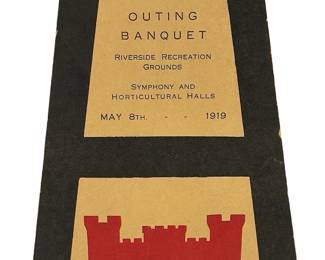 OUTING
BANQUET
RIVERSIDE RECREATION
GROUNDS
SYMPHONY AND
HORTICULTURAL HALLS
MAY 8TH. - - 1919